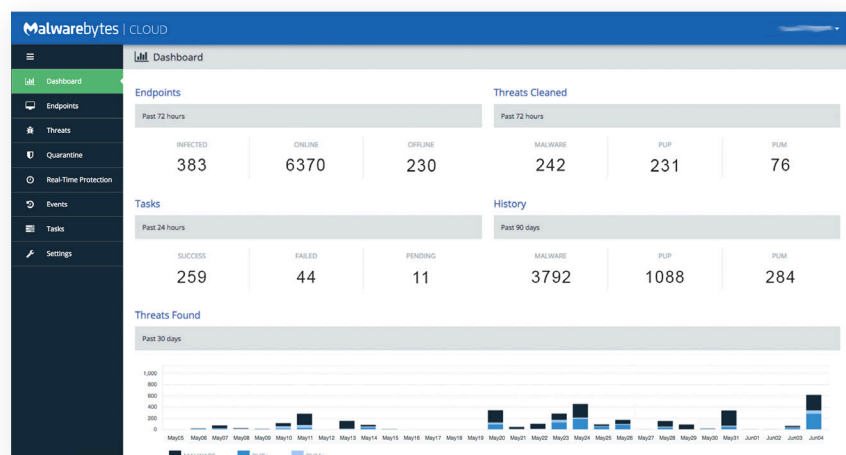 Malwarebytes | CLOUD
Dashboard
Dashboard
Endpoints
Threats
Quarantine
Real-Time Protection
Events
Tasks
Settings
Endpoints
Past 72 hours
INFECTED ONLINE OFFLINE
383 6370 230
Threats Cleaned
Past 72 hours
MALWARE PUP PUM
242 231 76
Tasks
Past 24 hours
SUCCESS FAILED PENDING
259 44 11
History
Past 90 days
MALWARE PUP PUM
3792 1088 284
Threats Found
Past 30 days
1,000
800
600
400
200
0
May05 May06 May07 May08 May09 May10 May11 May12 May13 May14 May15 May16 May17 May18 May19 May20 May21 May22 May23 May24 May25 May26 May27 May28 May29 May30 May31 Jun01 Jun02 Jun03 Jun04